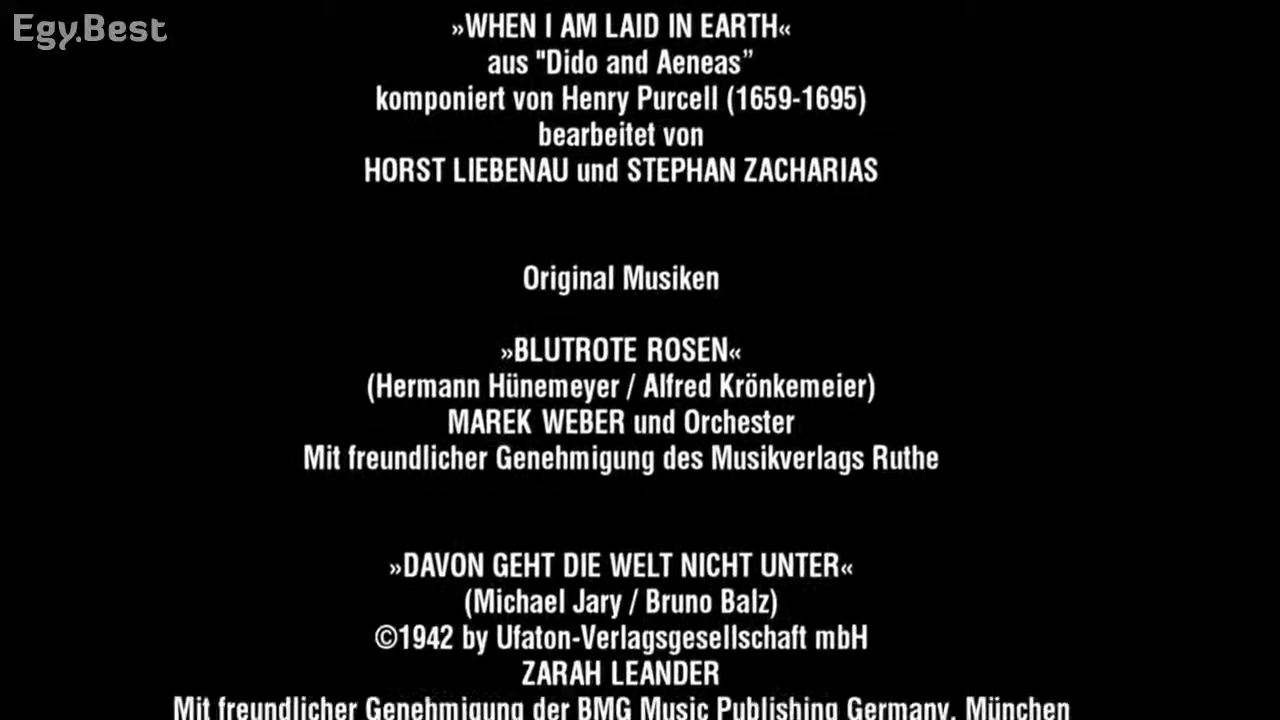 Egy.Best
»WHEN I AM LAID IN EARTH«
aus "Dido and Aeneas”
komponiert von Henry Purcell (1659-1695)
bearbeitet von
HORST LIEBENAU und STEPHAN ZACHARIAS
Original Musiken
»BLUTROTE ROSEN«
(Hermann Hünemeyer / Alfred Krönkemeier)
MAREK WEBER und Orchester
Mit freundlicher Genehmigung des Musikverlags Ruthe
»DAVON GEHT DIE WELT NICHT UNTER«
(Michael Jary / Bruno Balz)
©1942 by Ufaton-Verlagsgesellschaft mbH
ZARAH LEANDER
Mit freundlicher Genehmigung der BMG Music Publishing Germany, München